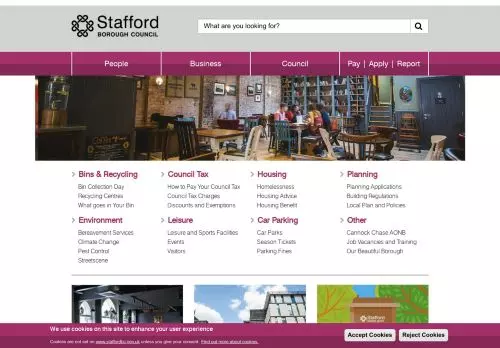 Stafford
BOROUGH COUNCIL
What are you looking for?
People
Business
Council
Pay | Apply | Report
Bins & Recycling
Bin Collection Day
Recycling Centres
What goes in Your Bin
Council Tax
How to Pay Your Council Tax
Council Tax Charges
Discounts and Exemptions
Housing
Homelessness
Housing Advice
Housing Benefit
Planning
Planning Applications
Building Regulations
Local Plan and Policies
Environment
Bereavement Services
Climate Change
Pest Control
Streetscene
Leisure
Leisure and Sports Facilities
Events
Visitors
Car Parking
Car Parks
Season Tickets
Parking Fines
Other
Cannock Chase AONB
Job Vacancies and Training
Our Beautiful Borough
Stafford
We use cookies on this site to enhance your user experience
Cookies are not set on www.staffordbc.gov.uk unless you give your consent. Find out more about cookies.
Accept Cookies
Reject Cookies